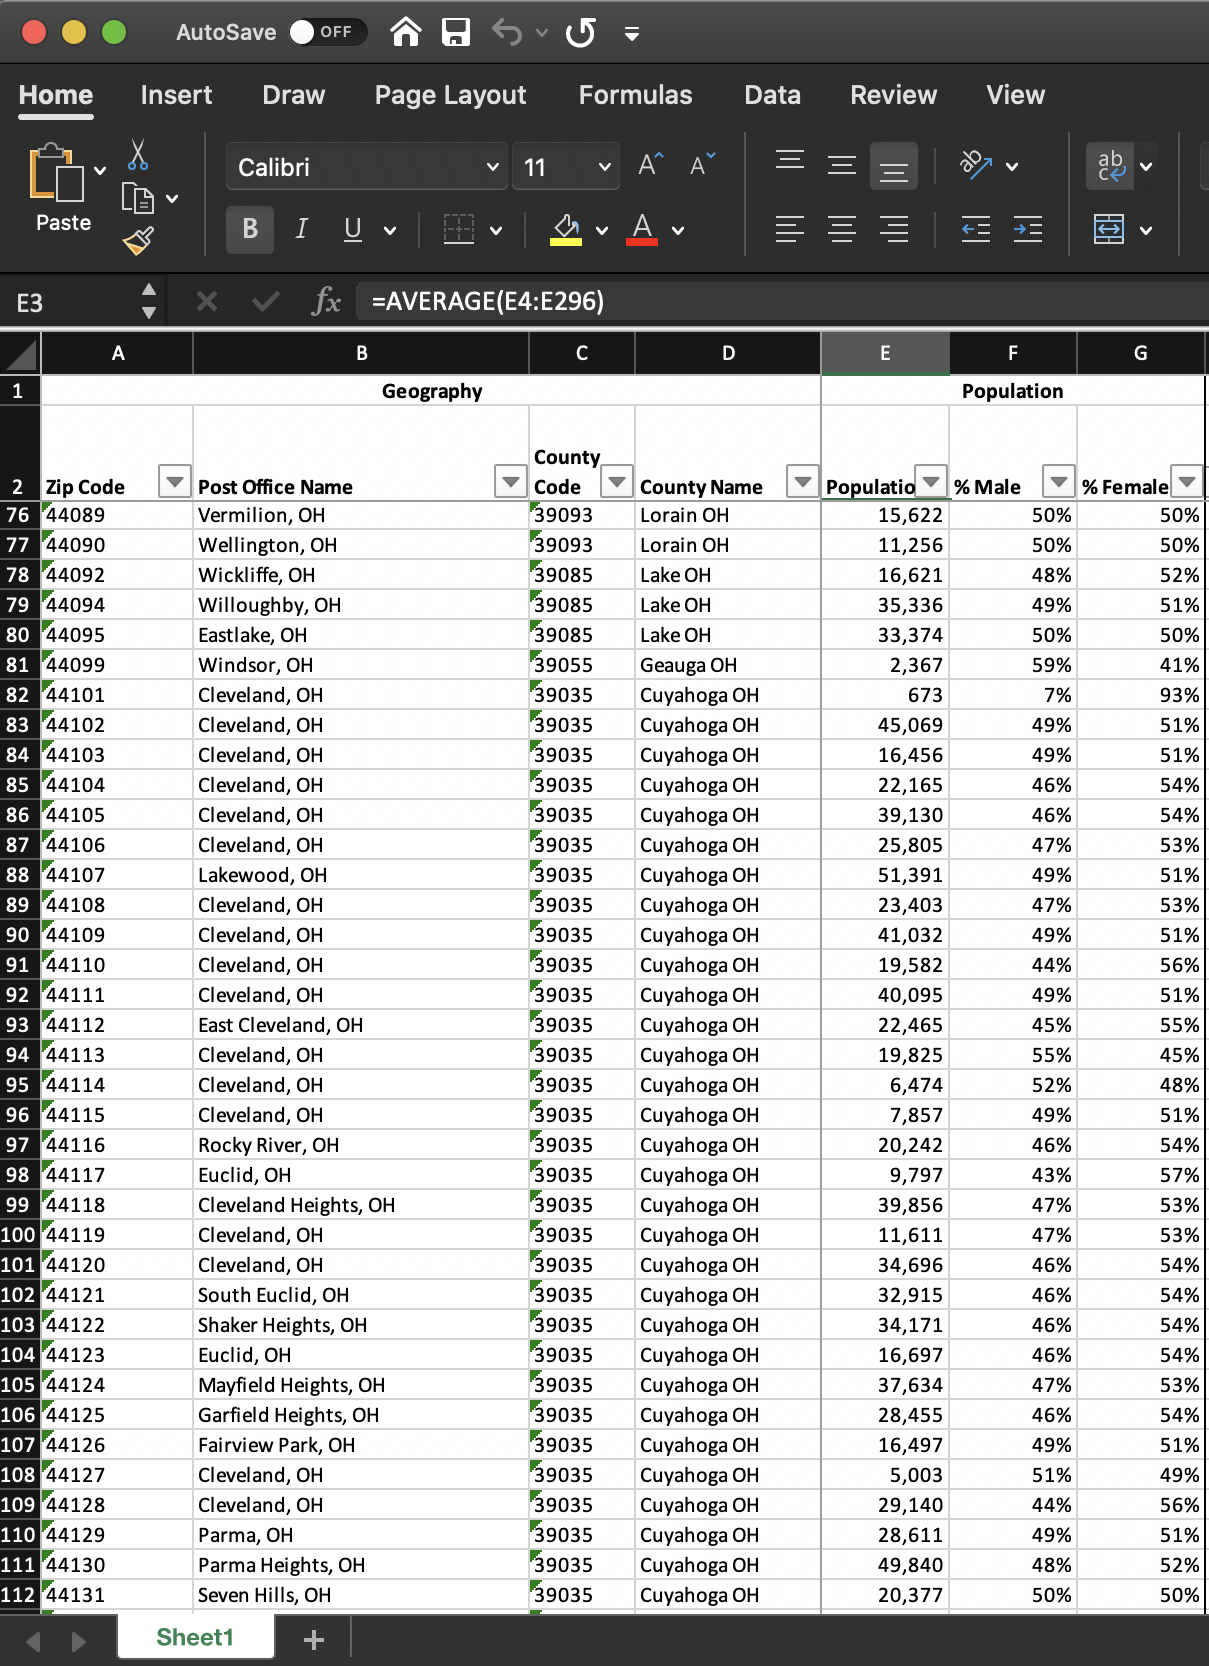 AutoSave OFF
Home Insert Draw Page Layout Formulas Data Review View
Paste
Calibri 11 A A ab
B I U A ab c
E3 fx =AVERAGE(E4:E296)
A B C D E F G
1 Geography Population
2 Zip Code Post Office Name County Code County Name Populatio % Male % Female
76 44089 Vermilion, OH 39093 Lorain OH 15,622 50% 50%
77 44090 Wellington, OH 39093 Lorain OH 11,256 50% 50%
78 44092 Wickliffe, OH 39085 Lake OH 16,621 48% 52%
79 44094 Willoughby, OH 39085 Lake OH 35,336 49% 51%
80 44095 Eastlake, OH 39085 Lake OH 33,374 50% 50%
81 44099 Windsor, OH 39055 Geauga OH 2,367 59% 41%
82 44101 Cleveland, OH 39035 Cuyahoga OH 673 7% 93%
83 44102 Cleveland, OH 39035 Cuyahoga OH 45,069 49% 51%
84 44103 Cleveland, OH 39035 Cuyahoga OH 16,456 49% 51%
85 44104 Cleveland, OH 39035 Cuyahoga OH 22,165 46% 54%
86 44105 Cleveland, OH 39035 Cuyahoga OH 39,130 46% 54%
87 44106 Cleveland, OH 39035 Cuyahoga OH 25,805 47% 53%
88 44107 Lakewood, OH 39035 Cuyahoga OH 51,391 49% 51%
89 44108 Cleveland, OH 39035 Cuyahoga OH 23,403 47% 53%
90 44109 Cleveland, OH 39035 Cuyahoga OH 41,032 49% 51%
91 44110 Cleveland, OH 39035 Cuyahoga OH 19,582 44% 56%
92 44111 Cleveland, OH 39035 Cuyahoga OH 40,095 49% 51%
93 44112 East Cleveland, OH 39035 Cuyahoga OH 22,465 45% 55%
94 44113 Cleveland, OH 39035 Cuyahoga OH 19,825 55% 45%
95 44114 Cleveland, OH 39035 Cuyahoga OH 6,474 52% 48%
96 44115 Cleveland, OH 39035 Cuyahoga OH 7,857 49% 51%
97 44116 Rocky River, OH 39035 Cuyahoga OH 20,242 46% 54%
98 44117 Euclid, OH 39035 Cuyahoga OH 9,797 43% 57%
99 44118 Cleveland Heights, OH 39035 Cuyahoga OH 39,856 47% 53%
100 44119 Cleveland, OH 39035 Cuyahoga OH 11,611 47% 53%
101 44120 Cleveland, OH 39035 Cuyahoga OH 34,696 46% 54%
102 44121 South Euclid, OH 39035 Cuyahoga OH 32,915 46% 54%
103 44122 Shaker Heights, OH 39035 Cuyahoga OH 34,171 46% 54%
104 44123 Euclid, OH 39035 Cuyahoga OH 16,697 46% 54%
105 44124 Mayfield Heights, OH 39035 Cuyahoga OH 37,634 47% 53%
106 44125 Garfield Heights, OH 39035 Cuyahoga OH 28,455 46% 54%
107 44126 Fairview Park, OH 39035 Cuyahoga OH 16,497 49% 51%
108 44127 Cleveland, OH 39035 Cuyahoga OH 5,003 51% 49%
109 44128 Cleveland, OH 39035 Cuyahoga OH 29,140 44% 56%
110 44129 Parma, OH 39035 Cuyahoga OH 28,611 49% 51%
111 44130 Parma Heights, OH 39035 Cuyahoga OH 49,840 48% 52%
112 44131 Seven Hills, OH 39035 Cuyahoga OH 20,377 50% 50%
Sheet1 +